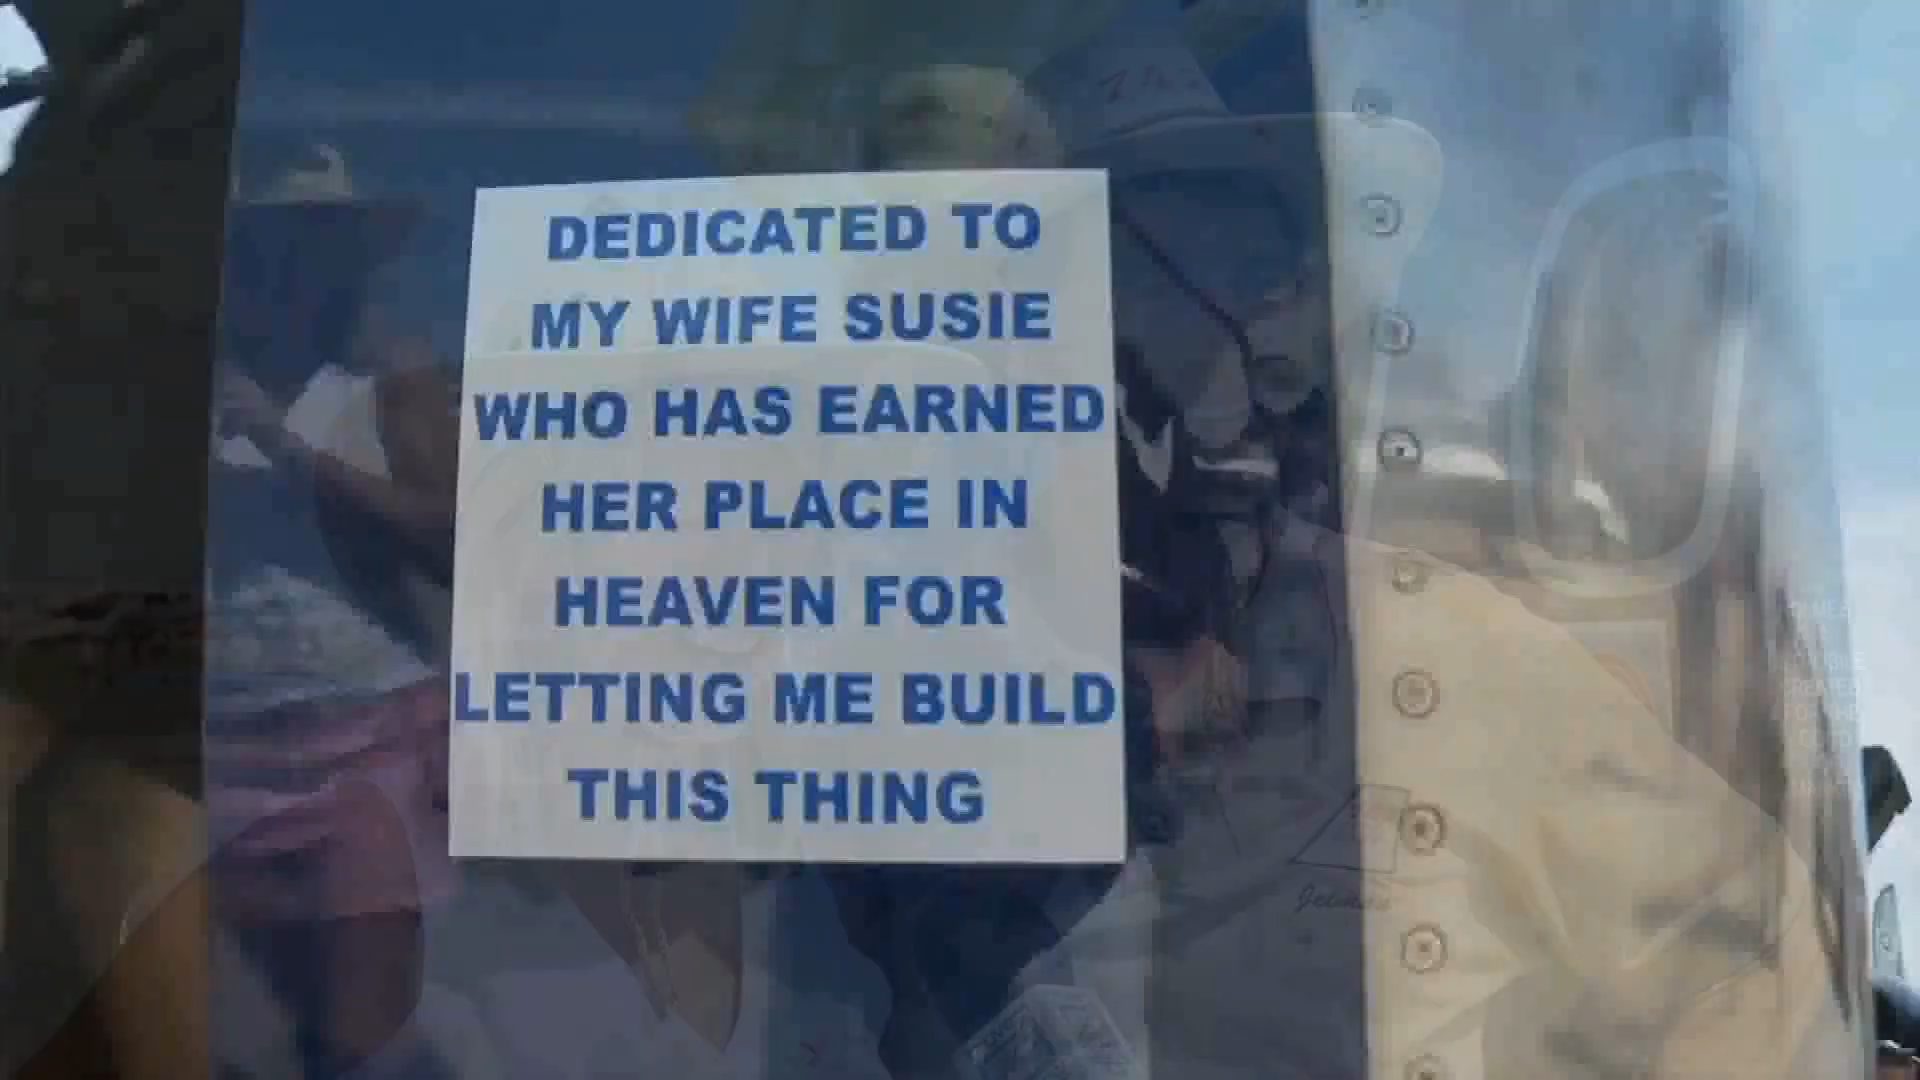 DEDICATED TO
MY WIFE SUSIE
WHO HAS EARNED
HER PLACE IN
HEAVEN FOR
LETTING ME BUILD
THIS THING